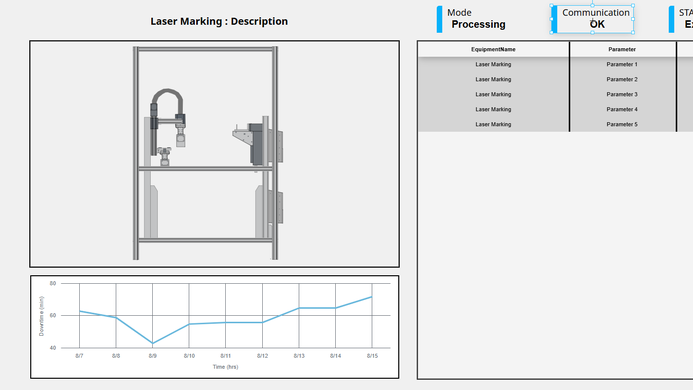 Laser Marking : Description
Mode
Processing
Communication
OK
EquipmentName Parameter
Laser Marking Parameter 1
Laser Marking Parameter 2
Laser Marking Parameter 3
Laser Marking Parameter 4
Laser Marking Parameter 5
80
60
40
Downtime (min)
8/7 8/8 8/9 8/10 8/11 8/12 8/13 8/14 8/15
Time (hrs)